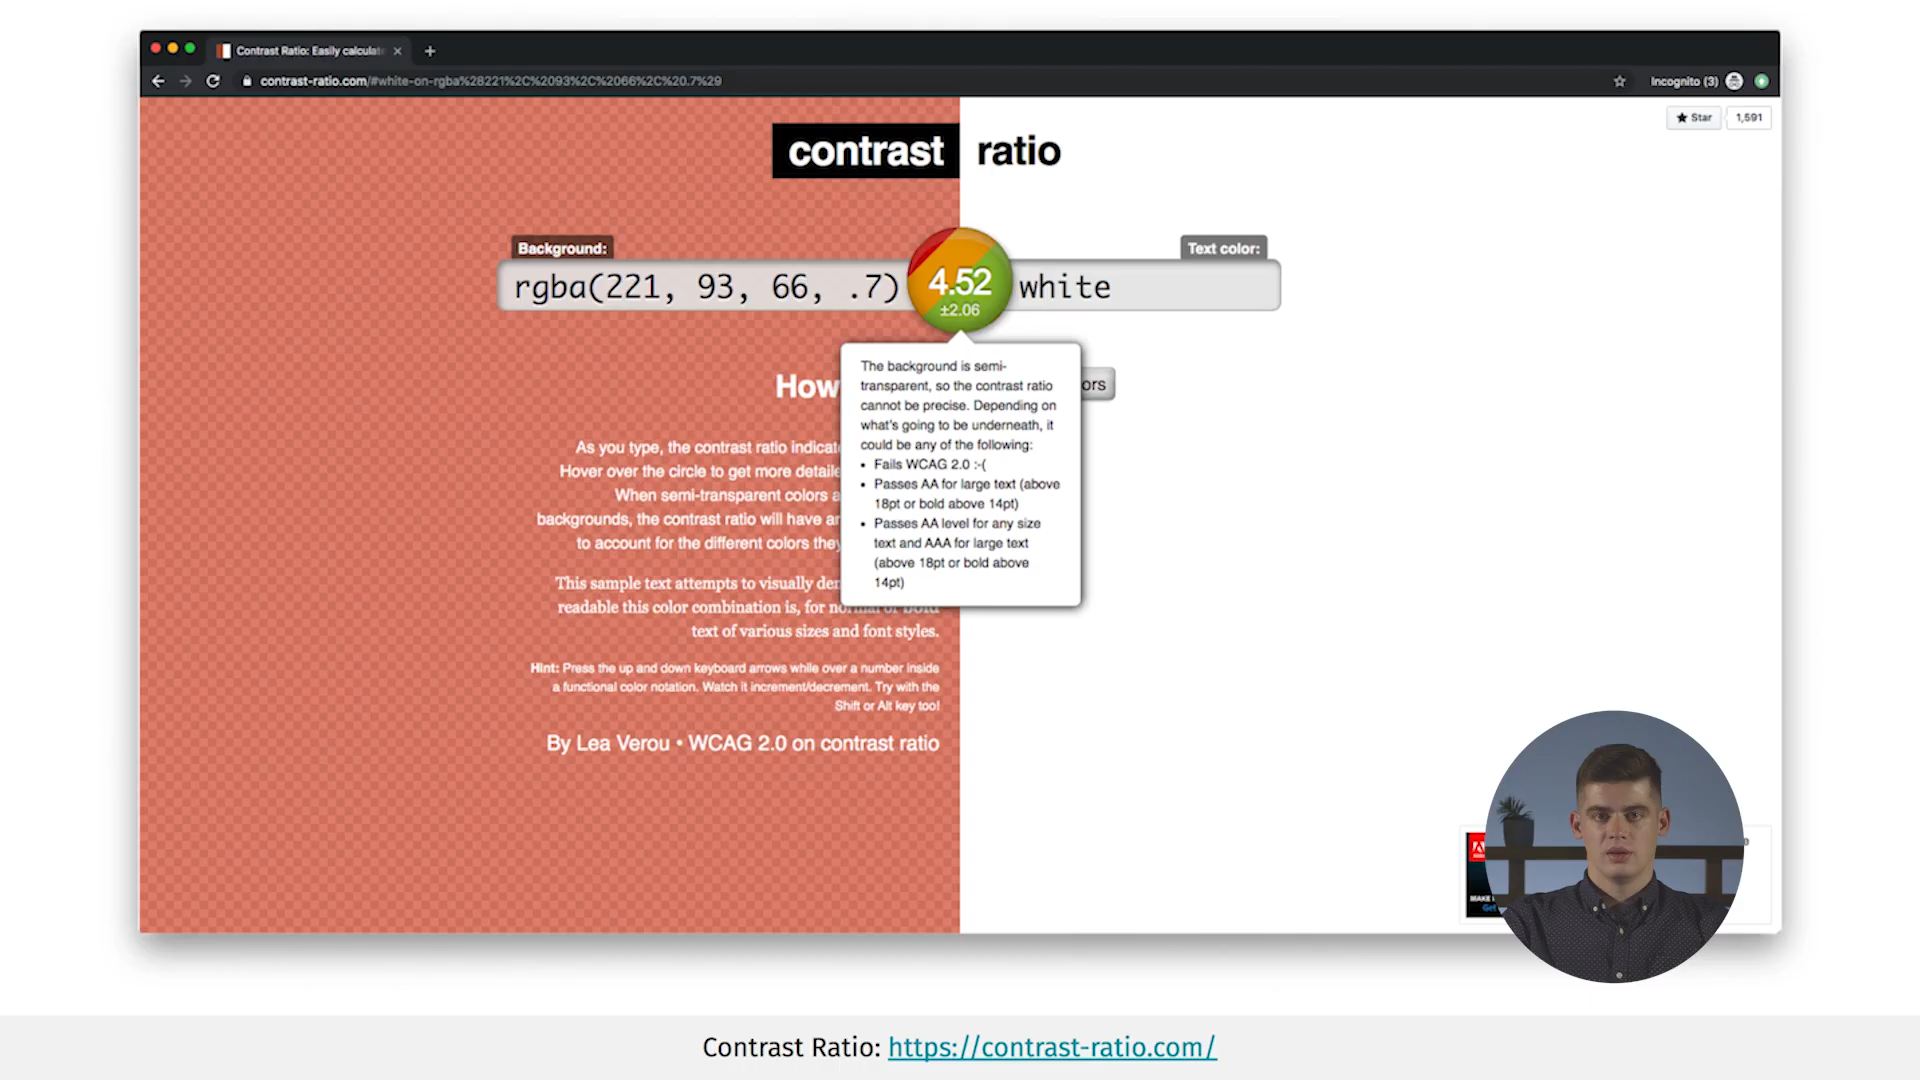 Contrast Ratio: Easily calculat
contrast-ratio.com/#white-on-rgba%28221%2C%2093%2C%2066%2C%20.7%29
Incognito (3)
Star 1,591
contrast ratio
Background:
Text color:
rgba(221, 93, 66, .7)
4.52
±2.06
white
The background is semi-
transparent, so the contrast ratio
cannot be precise. Depending on
what's going to be underneath, it
could be any of the following:
• Fails WCAG 2.0 :-(
• Passes AA for large text (above
18pt or bold above 14pt)
• Passes AA level for any size
text and AAA for large text
(above 18pt or bold above
14pt)
How
ors
As you type, the contrast ratio indicat
Hover over the circle to get more detaile
When semi-transparent colors a
backgrounds, the contrast ratio will have an
to account for the different colors they
This sample text attempts to visually dem
readable this color combination is, for normal or bold
text of various sizes and font styles.
Hint: Press the up and down keyboard arrows while over a number inside
a functional color notation. Watch it increment/decrement. Try with the
Shift or Alt key too!
By Lea Verou • WCAG 2.0 on contrast ratio
MAKE
Get
Contrast Ratio: https://contrast-ratio.com/